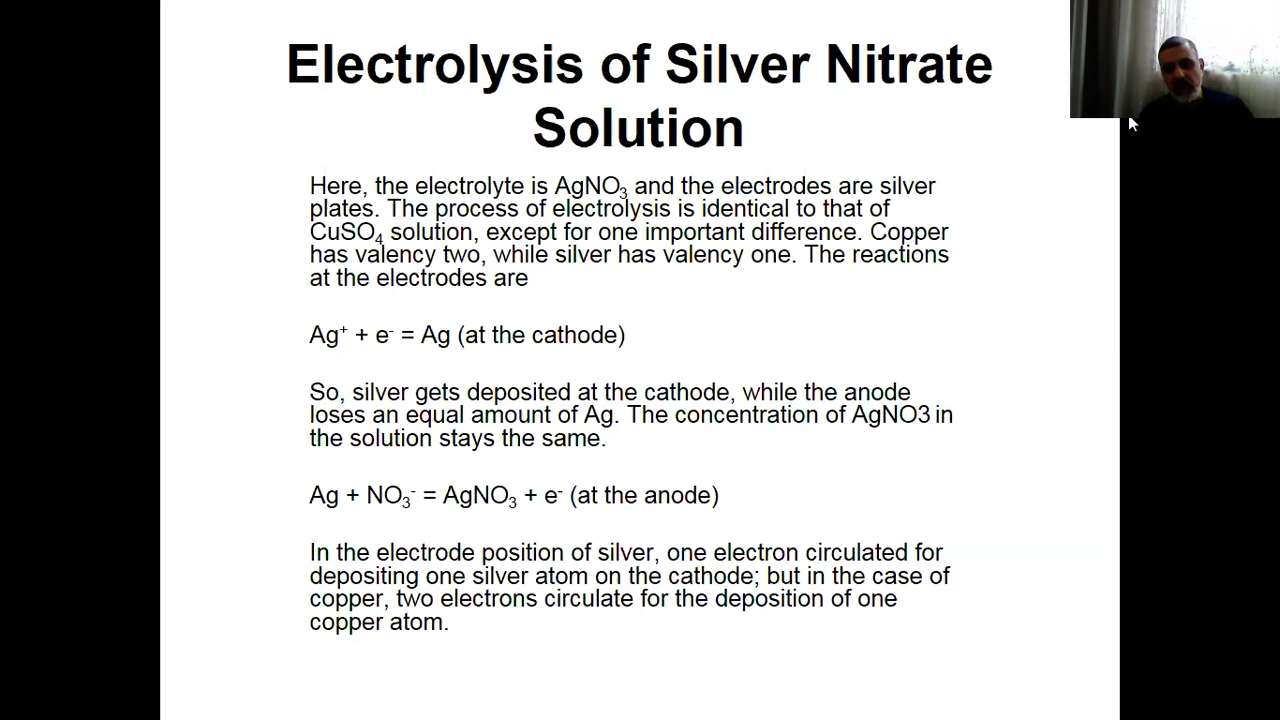 Electrolysis of Silver Nitrate
Solution
Here, the electrolyte is AgNO₃ and the electrodes are silver
plates. The process of electrolysis is identical to that of
CuSO₄ solution, except for one important difference. Copper
has valency two, while silver has valency one. The reactions
at the electrodes are
Ag⁺ + e⁻ = Ag (at the cathode)
So, silver gets deposited at the cathode, while the anode
loses an equal amount of Ag. The concentration of AgNO3 in
the solution stays the same.
Ag + NO₃⁻ = AgNO₃ + e⁻ (at the anode)
In the electrode position of silver, one electron circulated for
depositing one silver atom on the cathode; but in the case of
copper, two electrons circulate for the deposition of one
copper atom.